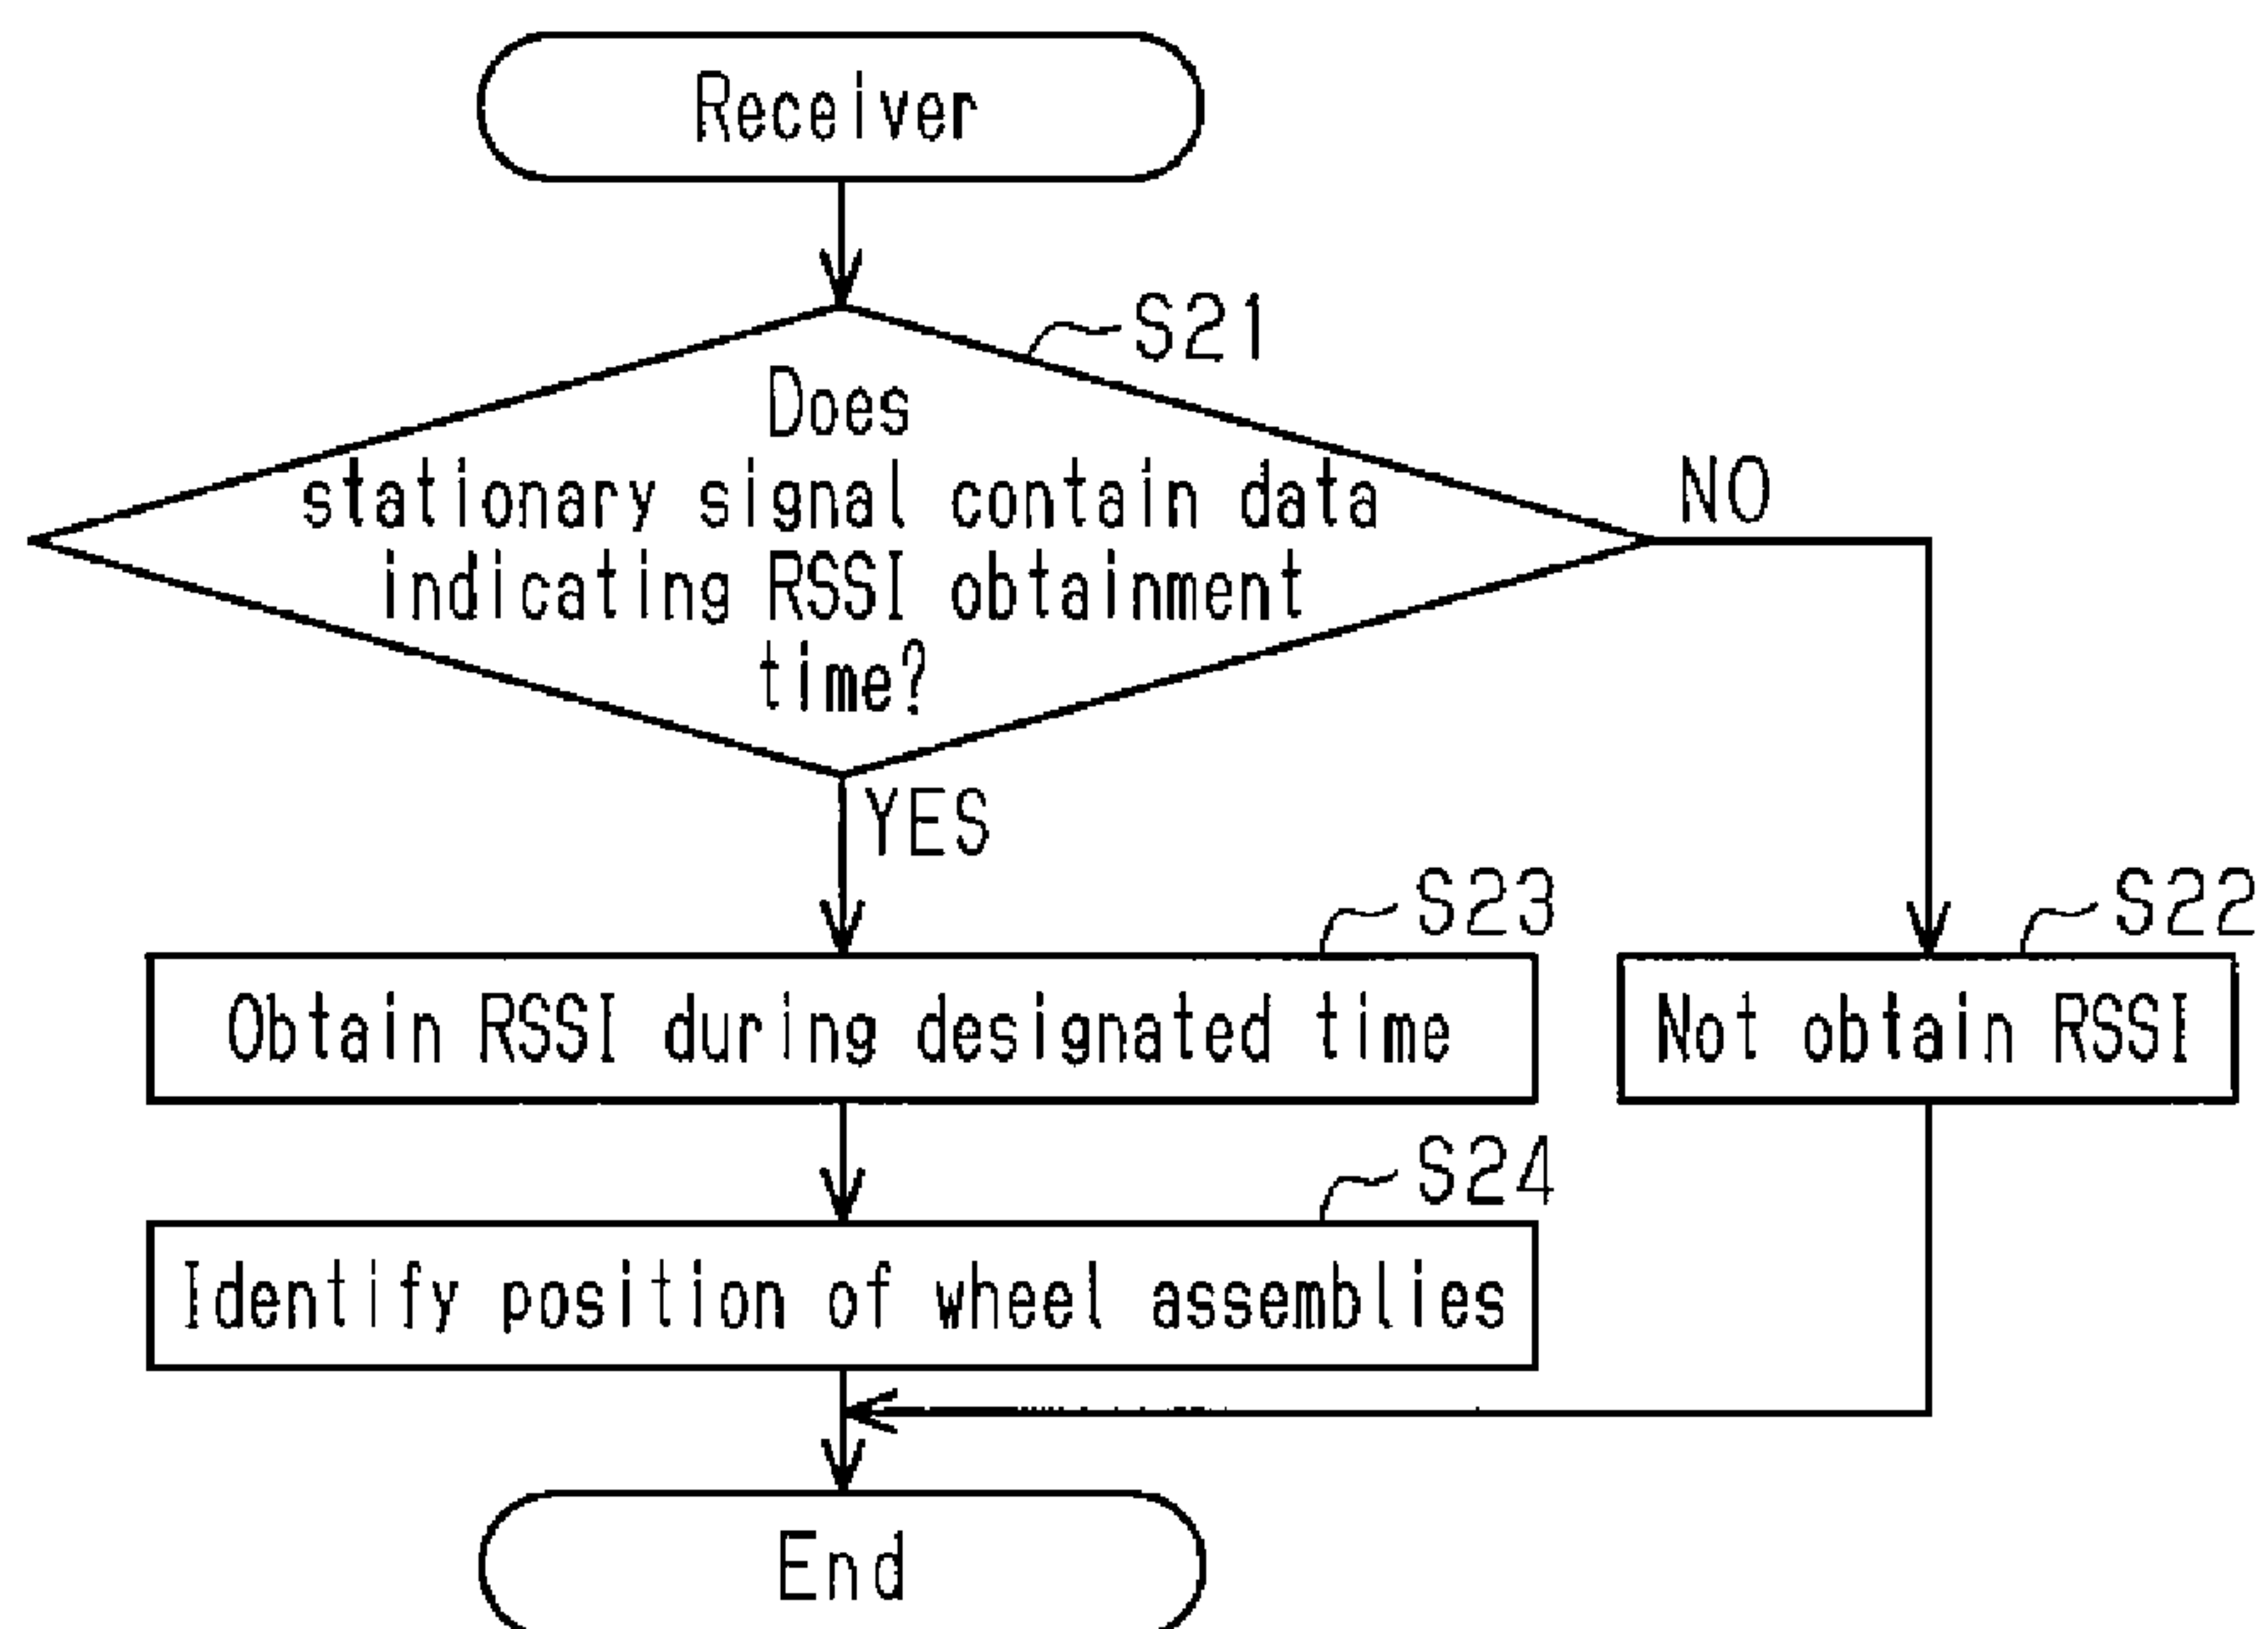 Receiver
S21
Does
stationary signal contain data
indicating RSSI obtainment
time?
NO
YES
S23
S22
Obtain RSSI during designated time
Not obtain RSSI
S24
Identify position of wheel assemblies
End